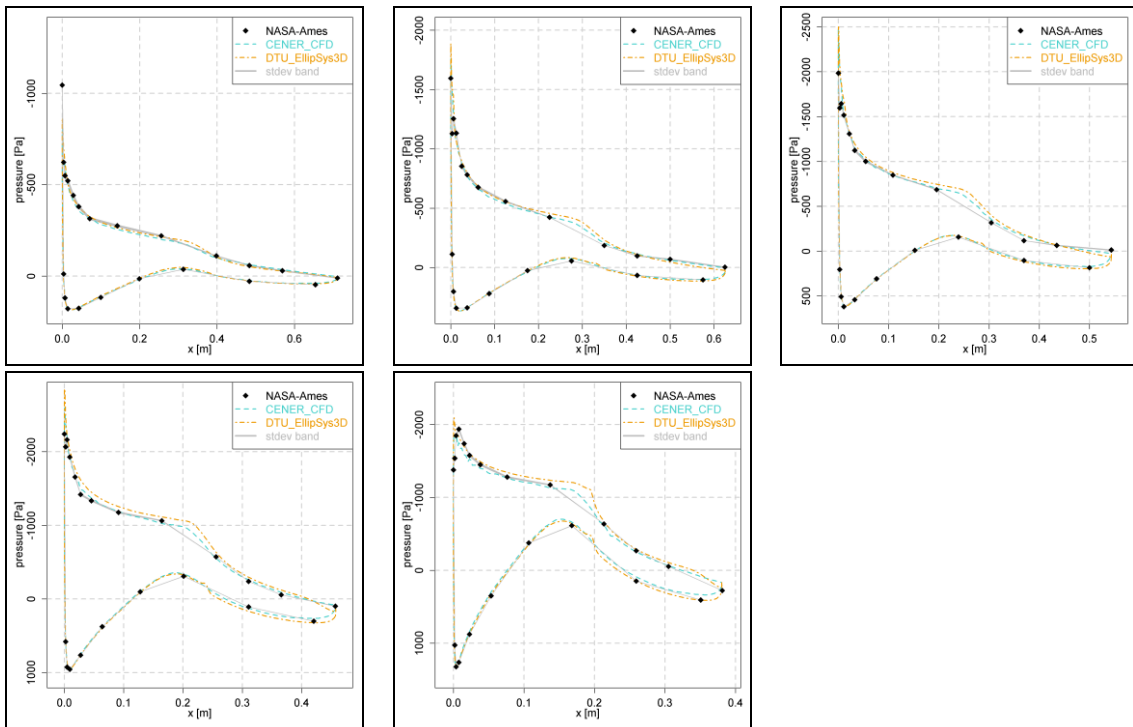 NASA-Ames
CENER_CFD
DTU_EllipSys3D
stdev band
pressure [Pa]
-1000
-500
0
0.0
0.2
0.4
0.6
x [m]
NASA-Ames
CENER_CFD
DTU_EllipSys3D
stdev band
pressure [Pa]
-2000
-1500
-1000
-500
0
0.0
0.1
0.2
0.3
0.4
0.5
0.6
x [m]
NASA-Ames
CENER_CFD
DTU_EllipSys3D
stdev band
pressure [Pa]
-2500
-2000
-1500
-1000
-500
0
500
0.0
0.1
0.2
0.3
0.4
0.5
x [m]
NASA-Ames
CENER_CFD
DTU_EllipSys3D
stdev band
pressure [Pa]
-2000
-1000
0
1000
0.0
0.1
0.2
0.3
0.4
x [m]
NASA-Ames
CENER_CFD
DTU_EllipSys3D
stdev band
pressure [Pa]
-2000
-1000
0
1000
0.0
0.1
0.2
0.3
0.4
x [m]